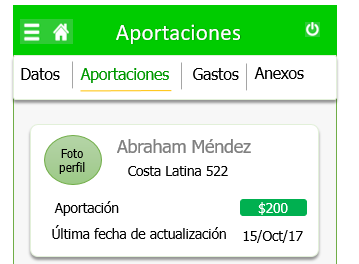 Aportaciones
Datos
Aportaciones
Gastos
Anexos
Foto
perfil
Abraham Méndez
Costa Latina 522
Aportación
$200
Última fecha de actualización
15/Oct/17